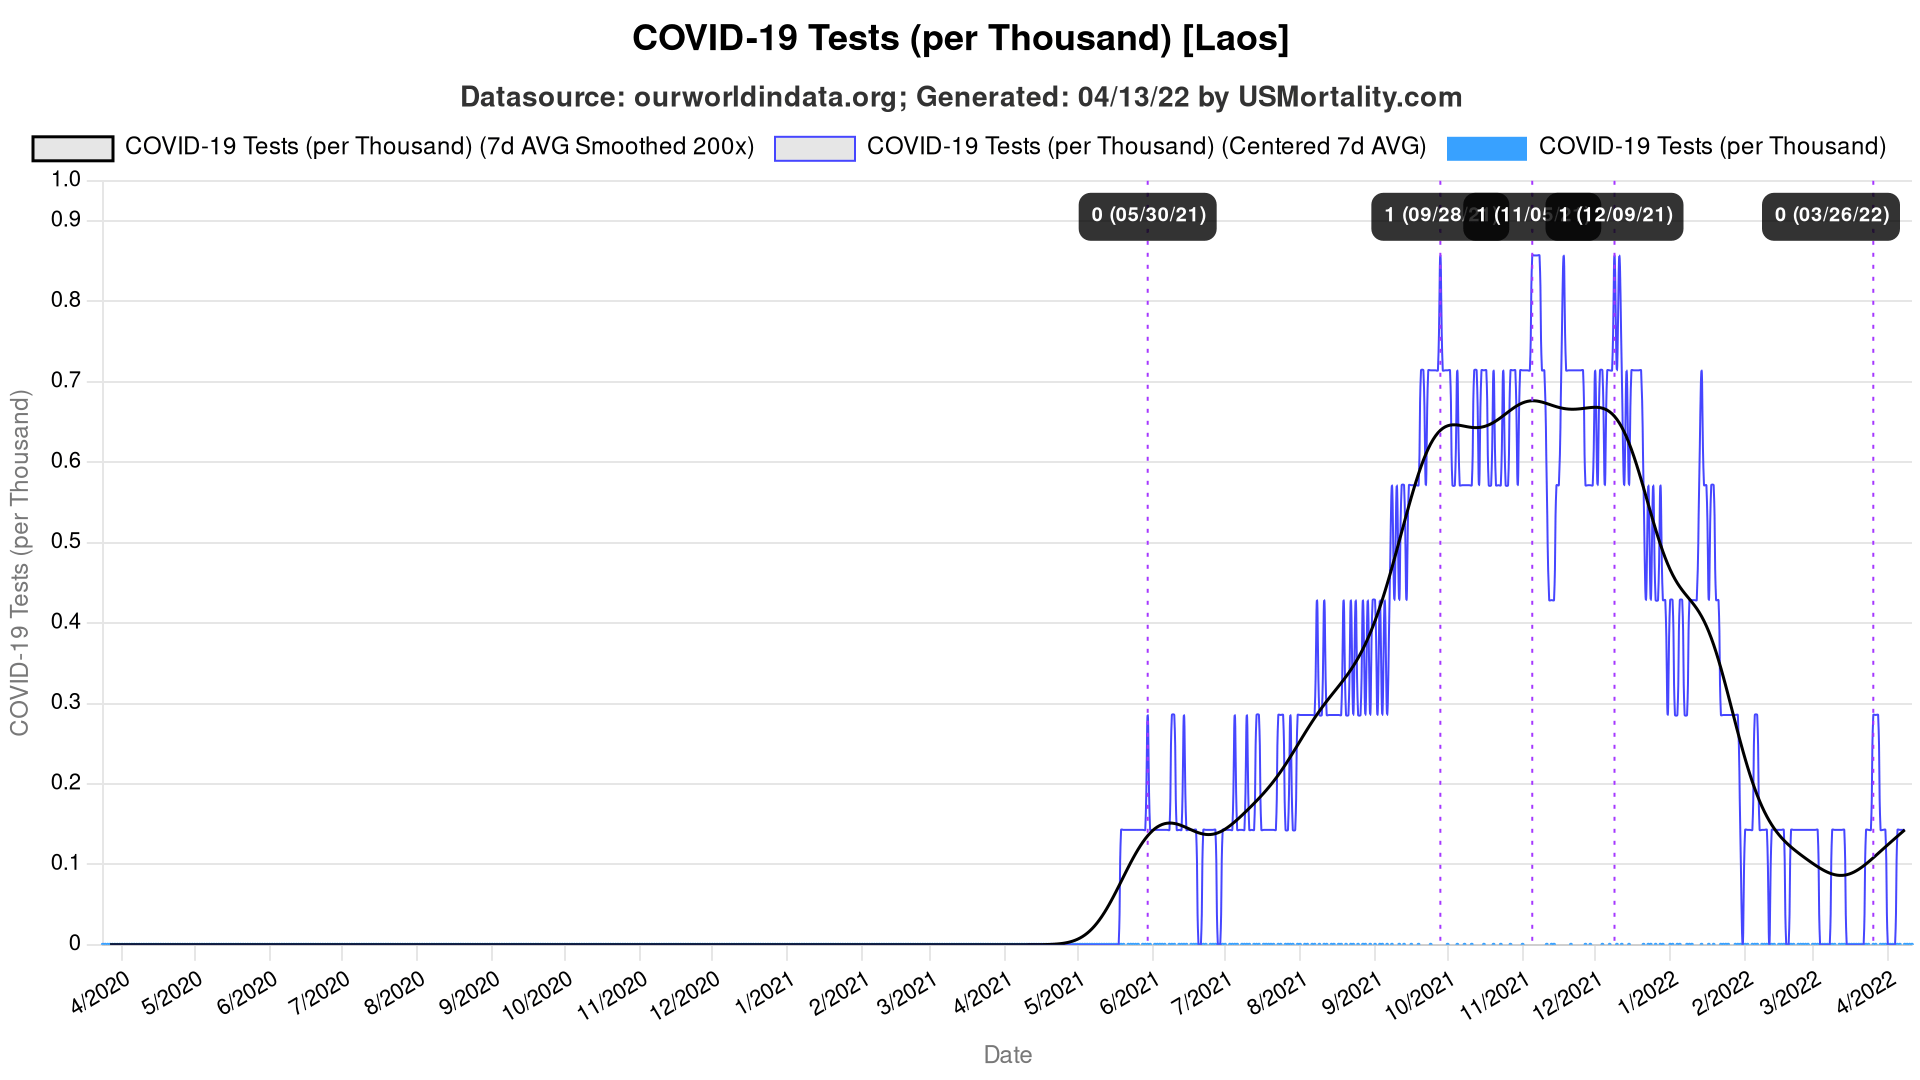 COVID-19 Tests (per Thousand) [Laos]
Datasource: ourworldindata.org; Generated: 04/13/22 by USMortality.com
COVID-19 Tests (per Thousand) (7d AVG Smoothed 200x) COVID-19 Tests (per Thousand) (Centered 7d AVG) COVID-19 Tests (per Thousand)
0 (05/30/21) 1 (09/28/21) 1 (11/05/21) 1 (12/09/21) 0 (03/26/22)
COVID-19 Tests (per Thousand)
1.0
0.9
0.8
0.7
0.6
0.5
0.4
0.3
0.2
0.1
0
4/2020 5/2020 6/2020 7/2020 8/2020 9/2020 10/2020 11/2020 12/2020 1/2021 2/2021 3/2021 4/2021 5/2021 6/2021 7/2021 8/2021 9/2021 10/2021 11/2021 12/2021 1/2022 2/2022 3/2022 4/2022
Date